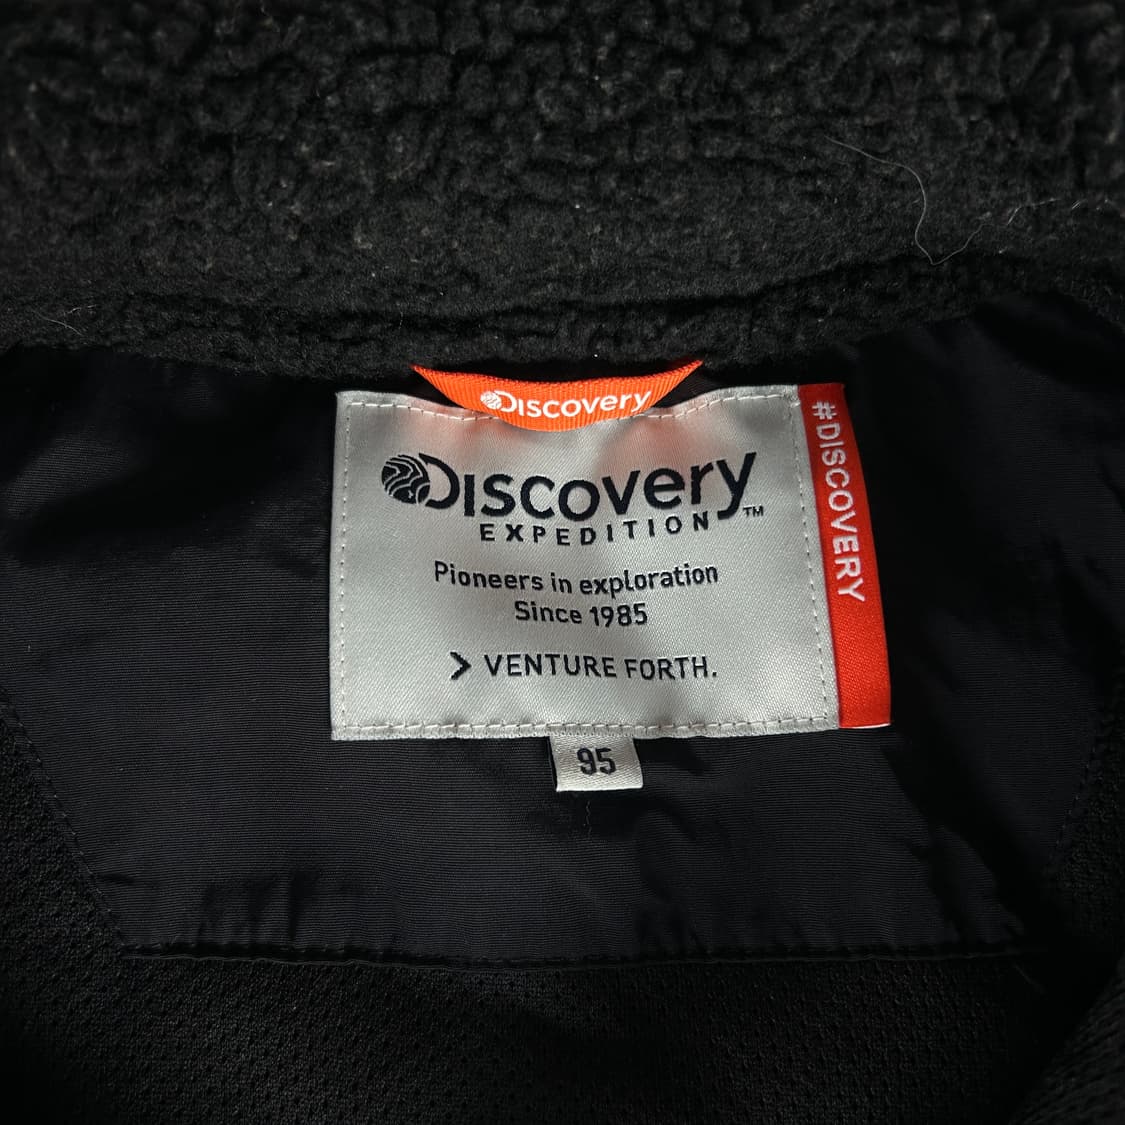 Discovery
Discovery
EXPEDITION™
Pioneers in exploration
Since 1985
> VENTURE FORTH.
95
#DISCOVERY